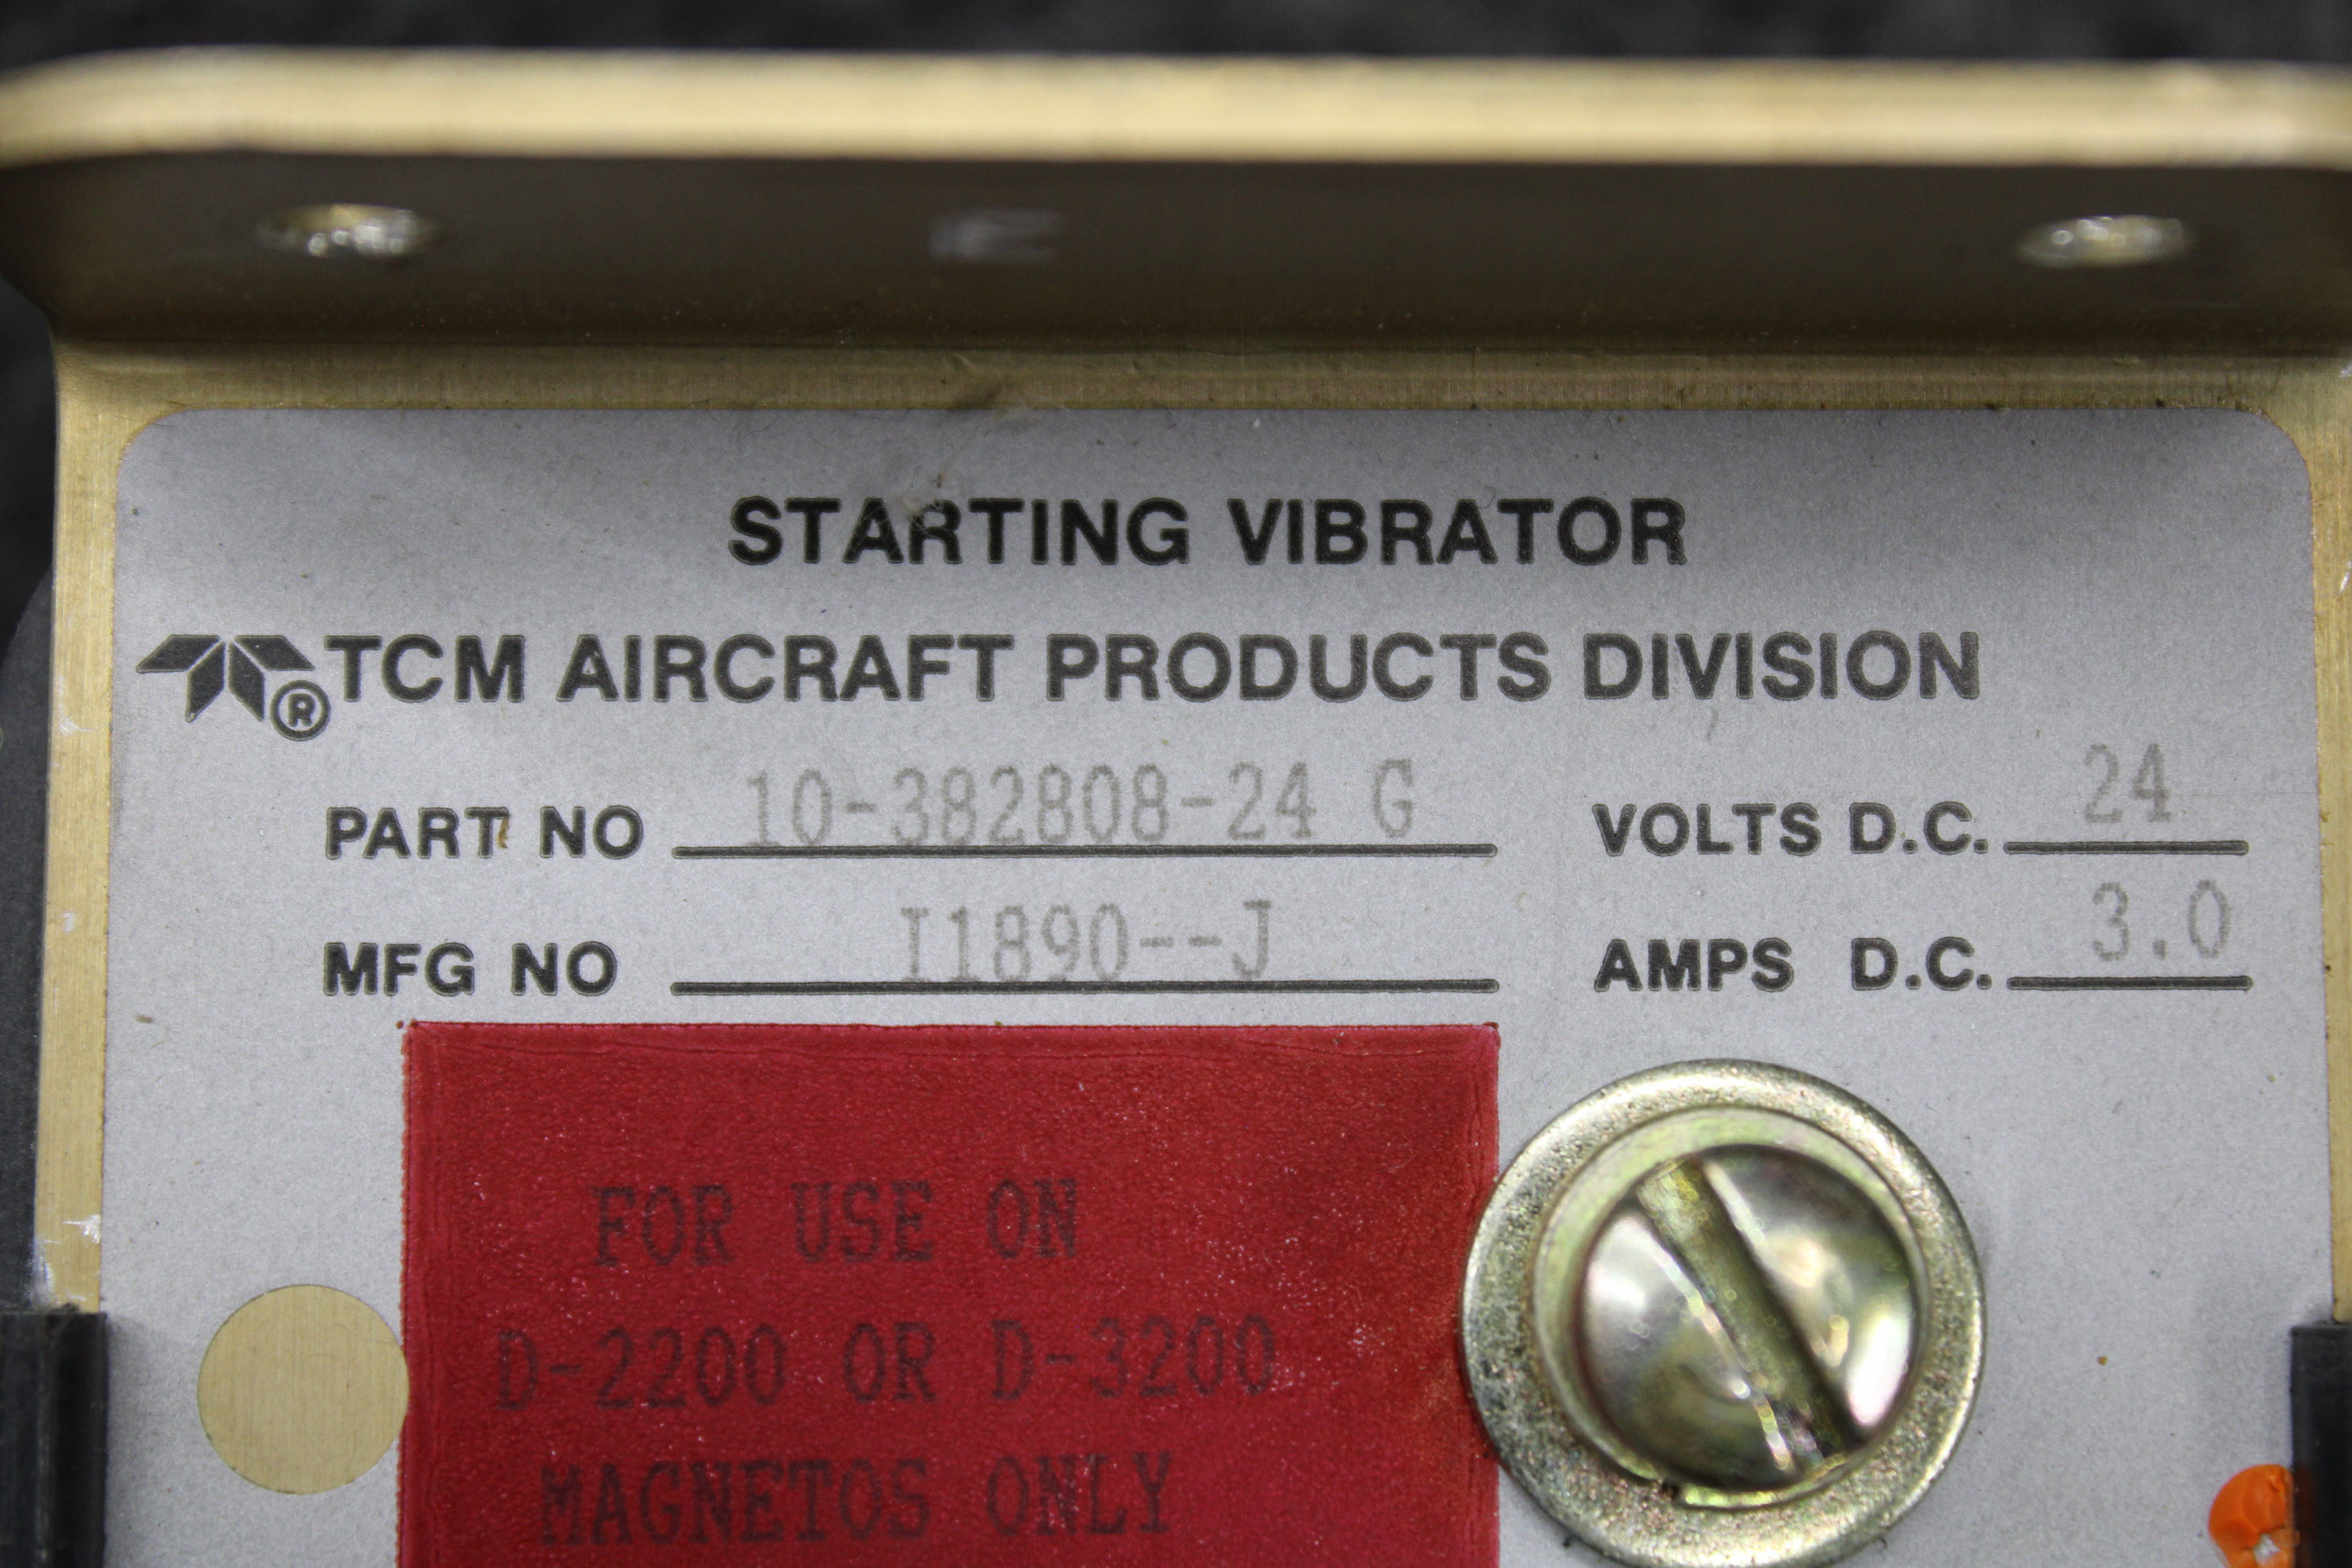 STARTING VIBRATOR
® TCM AIRCRAFT PRODUCTS DIVISION
PART NO 10-382808-24 G VOLTS D.C. 24
MFG NO I1890--J AMPS D.C. 3.0
FOR USE ON
D-2200 OR D-3200
MAGNETOS ONLY